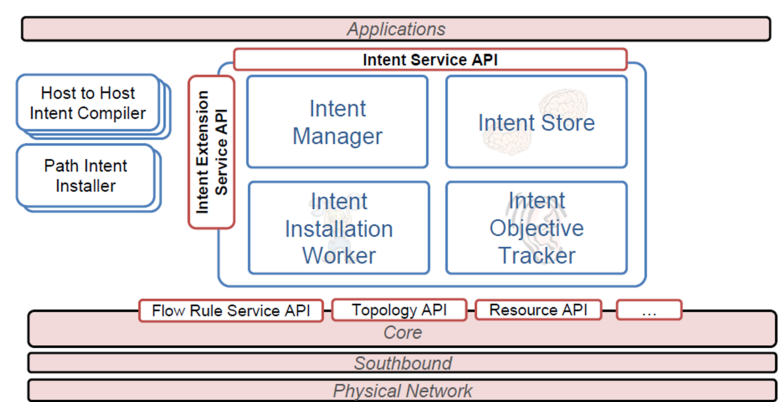 Applications
Intent Service API
Host to Host
Intent Compiler
Path Intent
Installer
Intent Extension
Service API
Intent
Manager
Intent Store
Intent
Installation
Worker
Intent
Objective
Tracker
Flow Rule Service API
Topology API
Resource API
...
Core
Southbound
Physical Network